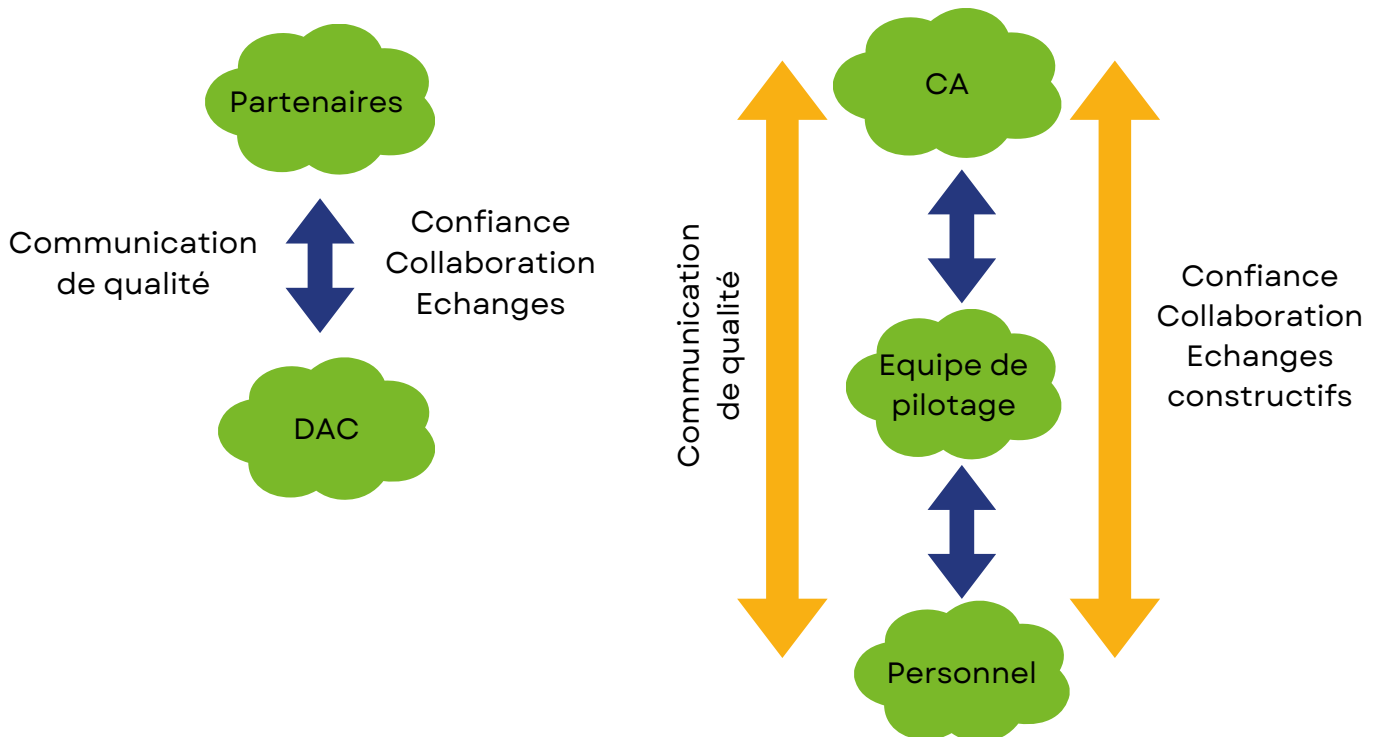 Partenaires
Communication
de qualité
Confiance
Collaboration
Echanges
DAC
CA
Communication
de qualité
Equipe de
pilotage
Confiance
Collaboration
Echanges
constructifs
Personnel